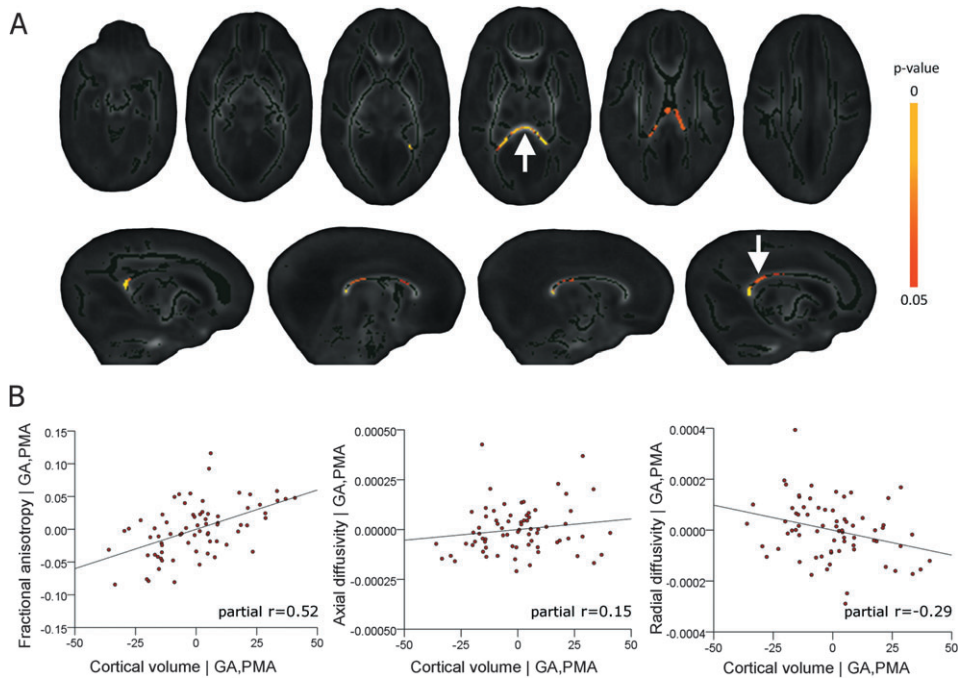 A
p-value
0
0.05
B
Fractional anisotropy | GA,PMA
0.15
0.10
0.05
0.00
-0.05
-0.10
-0.15
-50
-25
0
25
50
partial r=0.52
Cortical volume | GA,PMA
Axial diffusivity | GA,PMA
0.00050
0.00025
0.00000
-0.00025
-0.00050
-50
-25
0
25
50
partial r=0.15
Cortical volume | GA,PMA
Radial diffusivity | GA,PMA
0.0004
0.0002
0.0000
-0.0002
-0.0004
-50
-25
0
25
50
partial r=-0.29
Cortical volume | GA,PMA